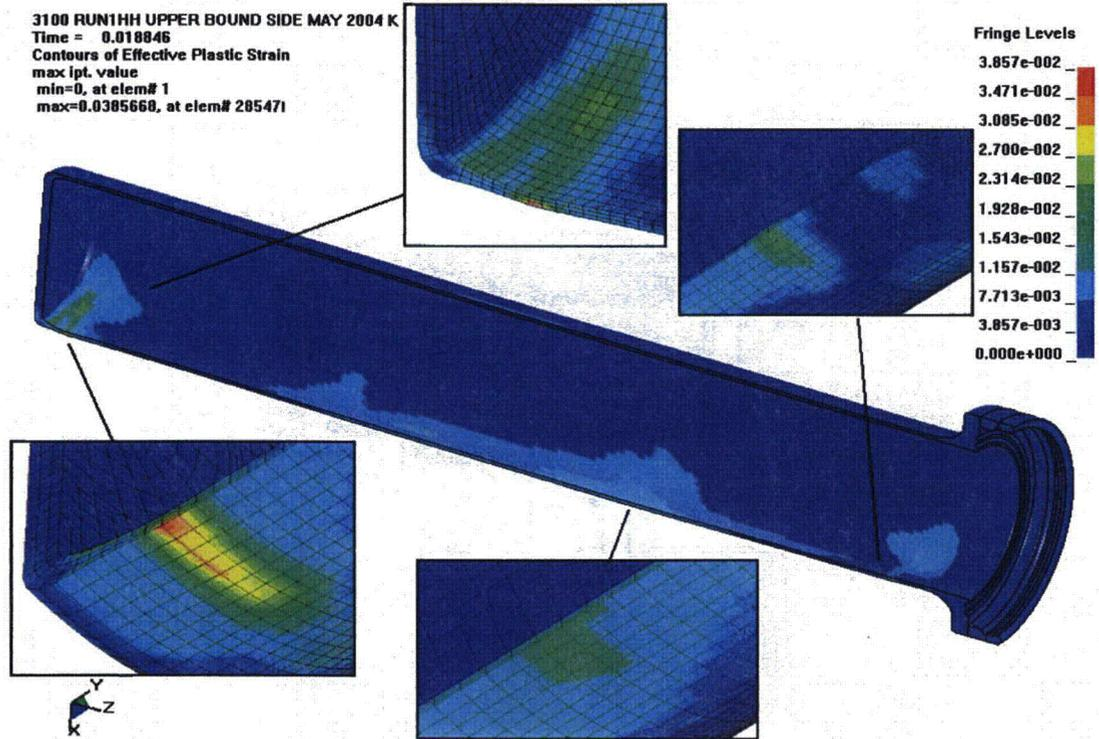 3100 RUN1HH UPPER BOUND SIDE MAY 2004 K
Time = 0.018846
Contours of Effective Plastic Strain
max ipt. value
min=0, at elem# 1
max=0.0385668, at elem# 285471
Fringe Levels
3.857e-002
3.471e-002
3.085e-002
2.700e-002
2.314e-002
1.928e-002
1.543e-002
1.157e-002
7.713e-003
3.857e-003
0.000e+000
Y
Z
X